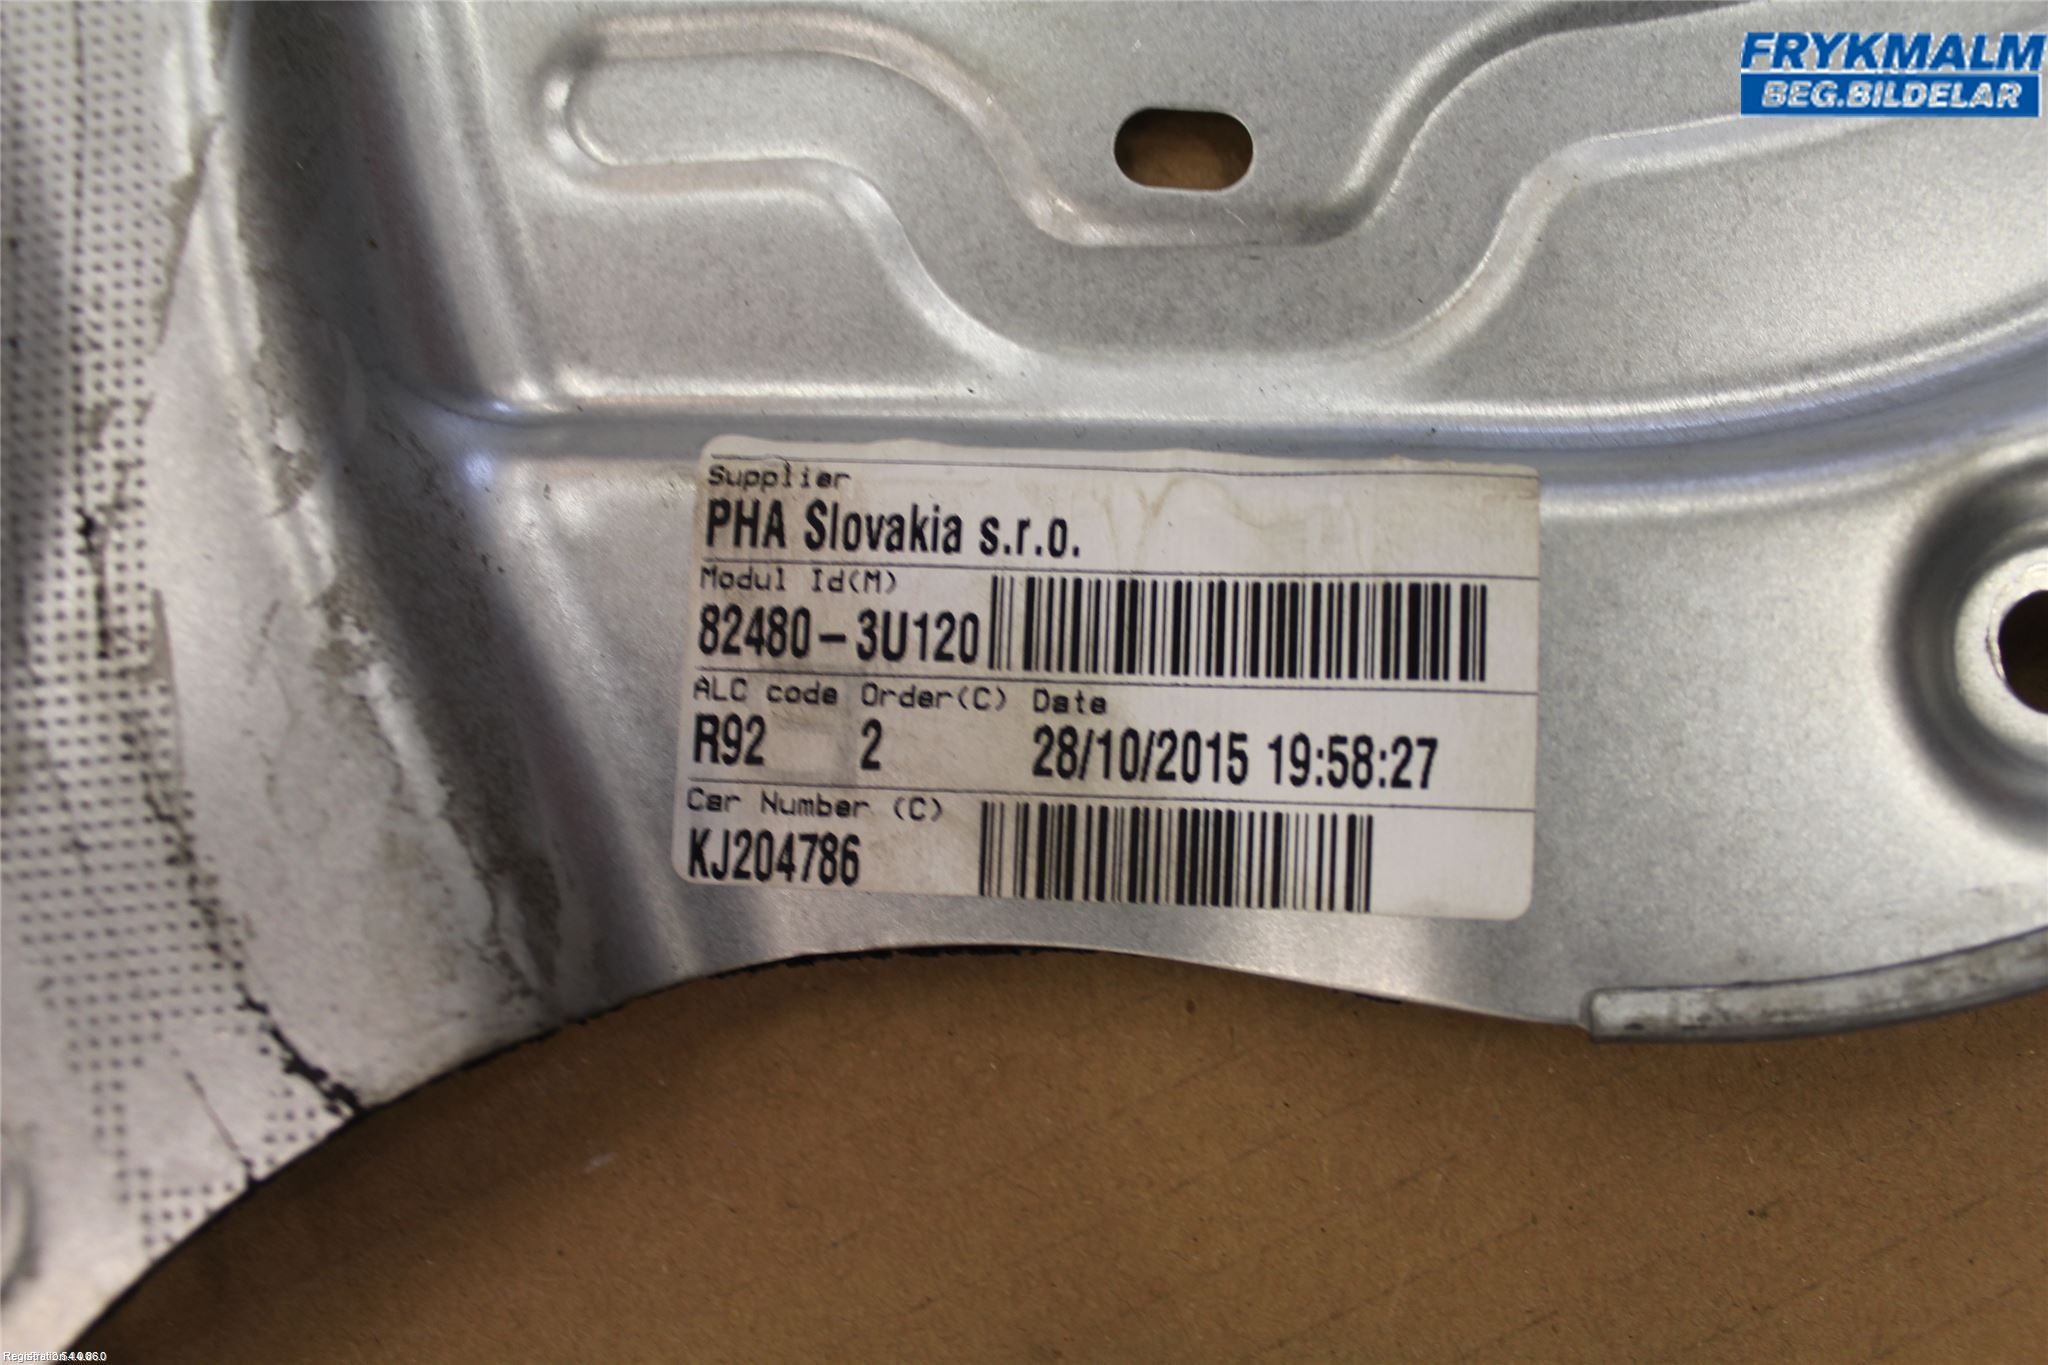 FRYKMALM
BEG.BILDELAR
Supplier
PHA Slovakia s.r.o.
Modul Id(M)
82480-3U120
ALC code Order(C) Date
R92 2 28/10/2015 19:58:27
Car Number (C)
KJ204786